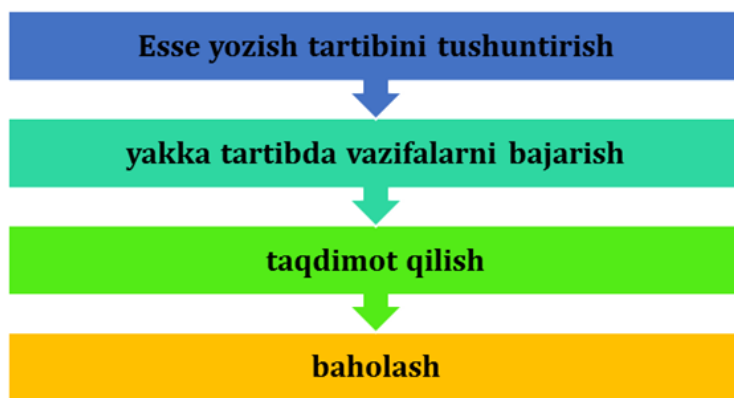 Esse yozish tartibini tushuntirish
yakka tartibda vazifalarni bajarish
taqdimot qilish
baholash